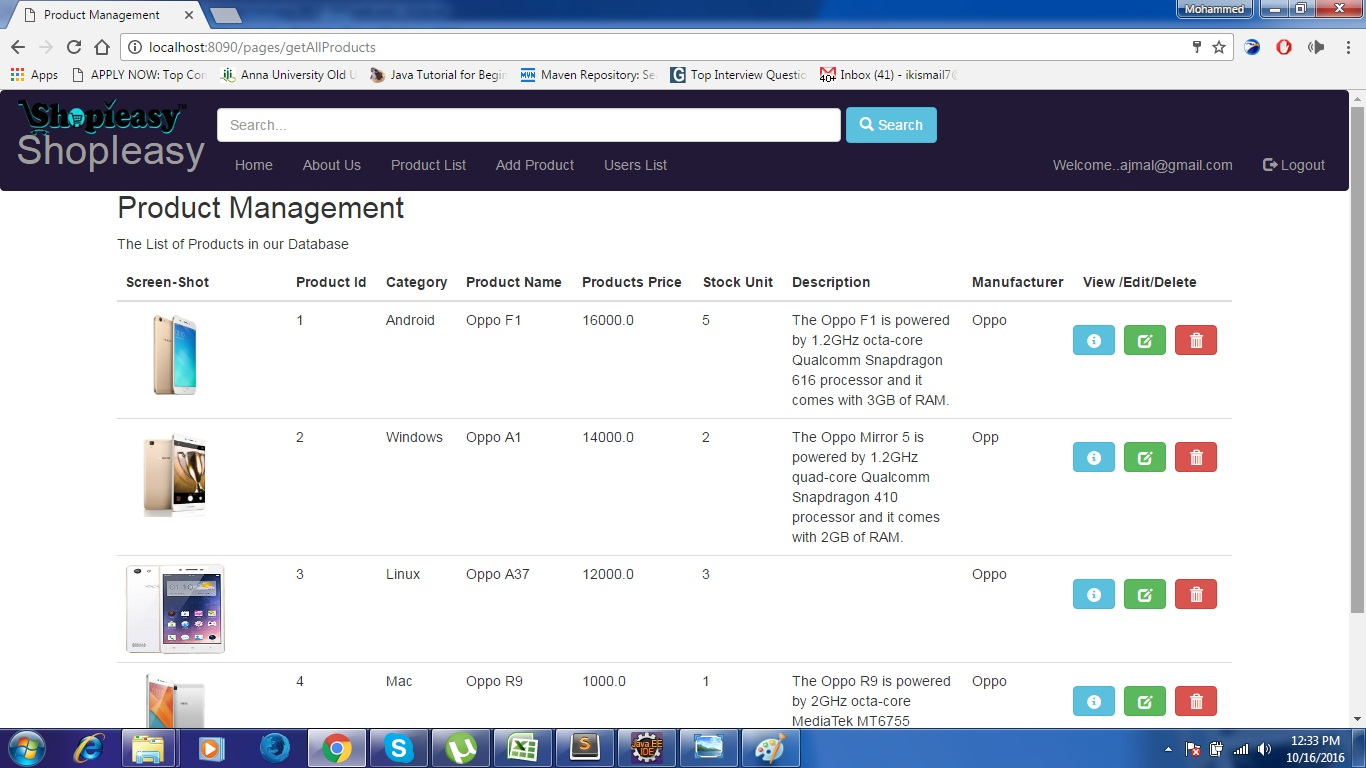 Product Management
Mohammed
localhost:8090/pages/getAllProducts
Apps
APPLY NOW: Top Con
Anna University Old U
Java Tutorial for Begin
MVN Maven Repository: Se
G Top Interview Questio
40+ Inbox (41) - ikismail7@
Shopieasy™
Search...
Search
ShopIeasy
Home
About Us
Product List
Add Product
Users List
Welcome..ajmal@gmail.com
Logout
Product Management
The List of Products in our Database
Screen-Shot Product Id Category Product Name Products Price Stock Unit Description Manufacturer View /Edit/Delete
1 Android Oppo F1 16000.0 5 The Oppo F1 is powered Oppo
by 1.2GHz octa-core
Qualcomm Snapdragon
616 processor and it
comes with 3GB of RAM.
2 Windows Oppo A1 14000.0 2 The Oppo Mirror 5 is Opp
powered by 1.2GHz
quad-core Qualcomm
Snapdragon 410
processor and it comes
with 2GB of RAM.
3 Linux Oppo A37 12000.0 3 Oppo
4 Mac Oppo R9 1000.0 1 The Oppo R9 is powered Oppo
by 2GHz octa-core
MediaTek MT6755
Java EE
IDE
12:33 PM
10/16/2016